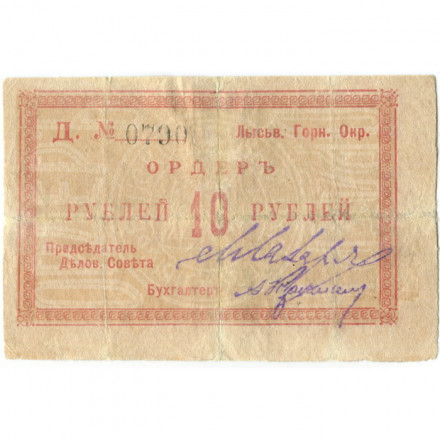 Д. № 0790 Лысьв. Горн. Окр.
ОРДЕРЪ
РУБЛЕЙ 10 РУБЛЕЙ
Предсѣдатель
Дѣлов. Совѣта
Бухгалтеръ